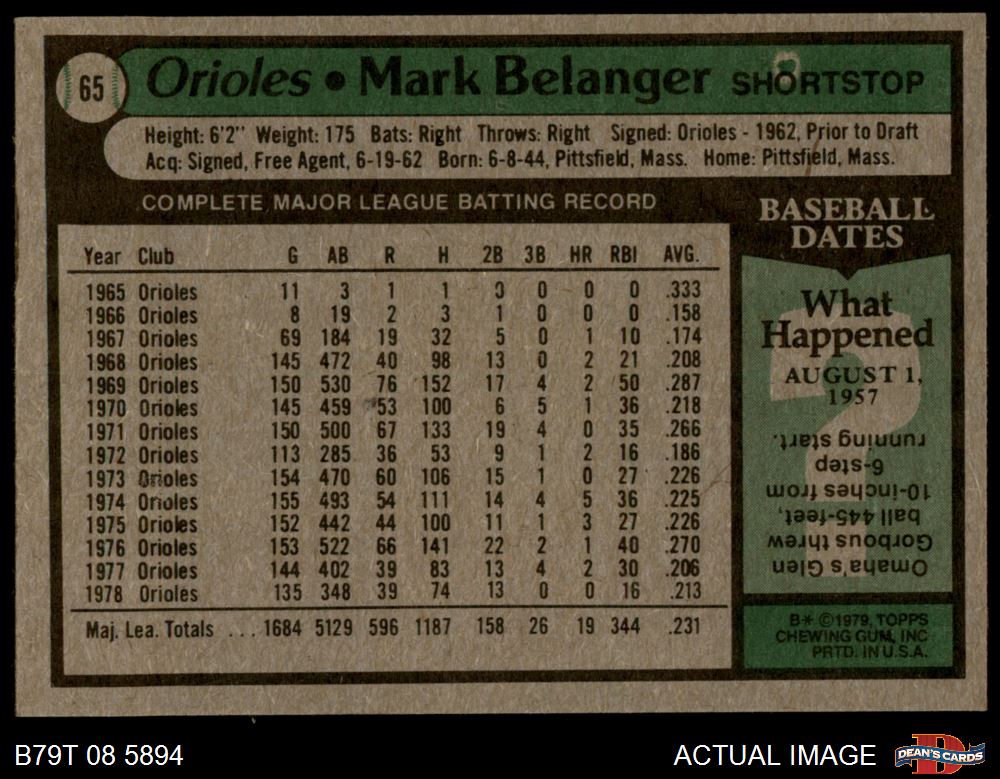 65 Orioles • Mark Belanger SHORTSTOP
Height: 6'2" Weight: 175 Bats: Right Throws: Right Signed: Orioles - 1962, Prior to Draft
Acq: Signed, Free Agent, 6-19-62 Born: 6-8-44, Pittsfield, Mass. Home: Pittsfield, Mass.
COMPLETE MAJOR LEAGUE BATTING RECORD
Year Club G AB R H 2B 3B HR RBI AVG.
1965 Orioles 11 3 1 1 0 0 0 0 .333
1966 Orioles 8 19 2 3 1 0 0 0 .158
1967 Orioles 69 184 19 32 5 0 1 10 .174
1968 Orioles 145 472 40 98 13 0 2 21 .208
1969 Orioles 150 530 76 152 17 4 2 50 .287
1970 Orioles 145 459 53 100 6 5 1 36 .218
1971 Orioles 150 500 67 133 19 4 0 35 .266
1972 Orioles 113 285 36 53 9 1 2 16 .186
1973 Orioles 154 470 60 106 15 1 0 27 .226
1974 Orioles 155 493 54 111 14 4 5 36 .225
1975 Orioles 152 442 44 100 11 1 3 27 .226
1976 Orioles 153 522 66 141 22 2 1 40 .270
1977 Orioles 144 402 39 83 13 4 2 30 .206
1978 Orioles 135 348 39 74 13 0 0 16 .213
Maj. Lea. Totals ... 1684 5129 596 1187 158 26 19 344 .231
BASEBALL
DATES
What
Happened
AUGUST 1,
1957
Omaha's Glen
Gorbous threw
ball 445-feet,
10-inches from
6-step
running start.
B* ©1979, TOPPS
CHEWING GUM, INC
PRTD. IN U.S.A.
B79T 08 5894
ACTUAL IMAGE
DEAN'S CARDS